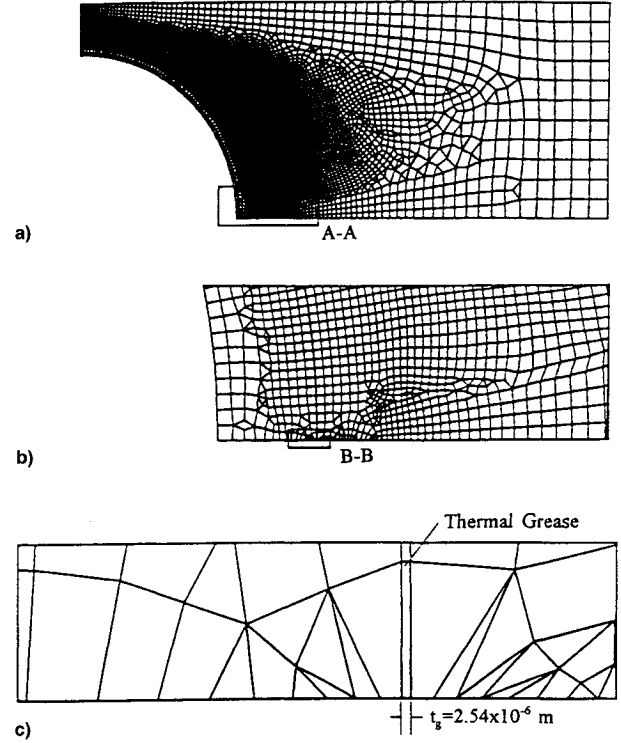 a)
A-A
b)
B-B
Thermal Grease
c)
t_g=2.54x10^-6 m